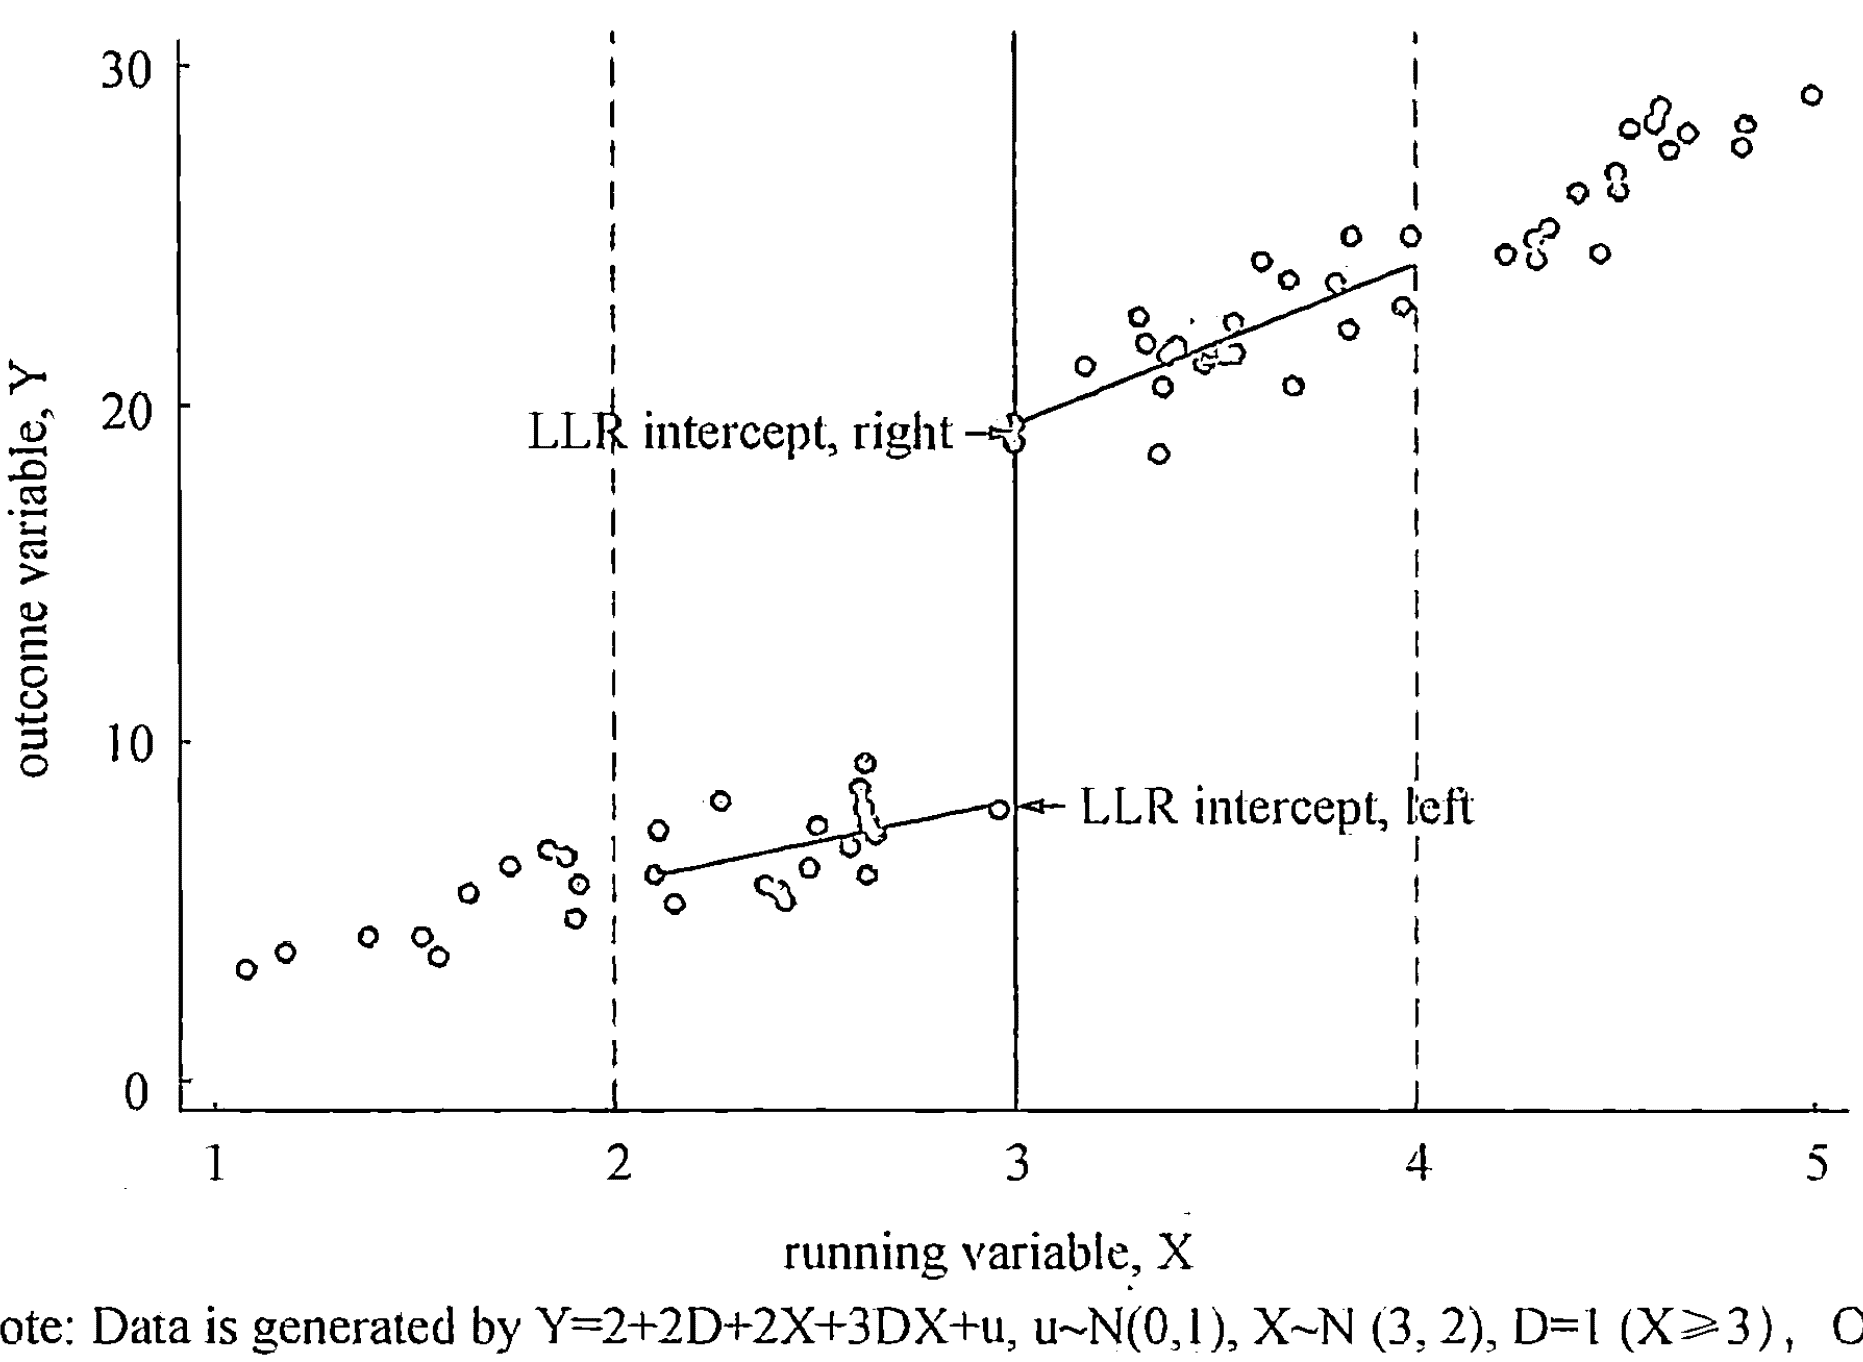 30
20
10
0
outcome variable, Y
LLR intercept, right
LLR intercept, left
1 2 3 4 5
running variable, X
ote: Data is generated by Y=2+2D+2X+3DX+u, u~N(0,1), X~N (3, 2), D=1 (X⩾3),